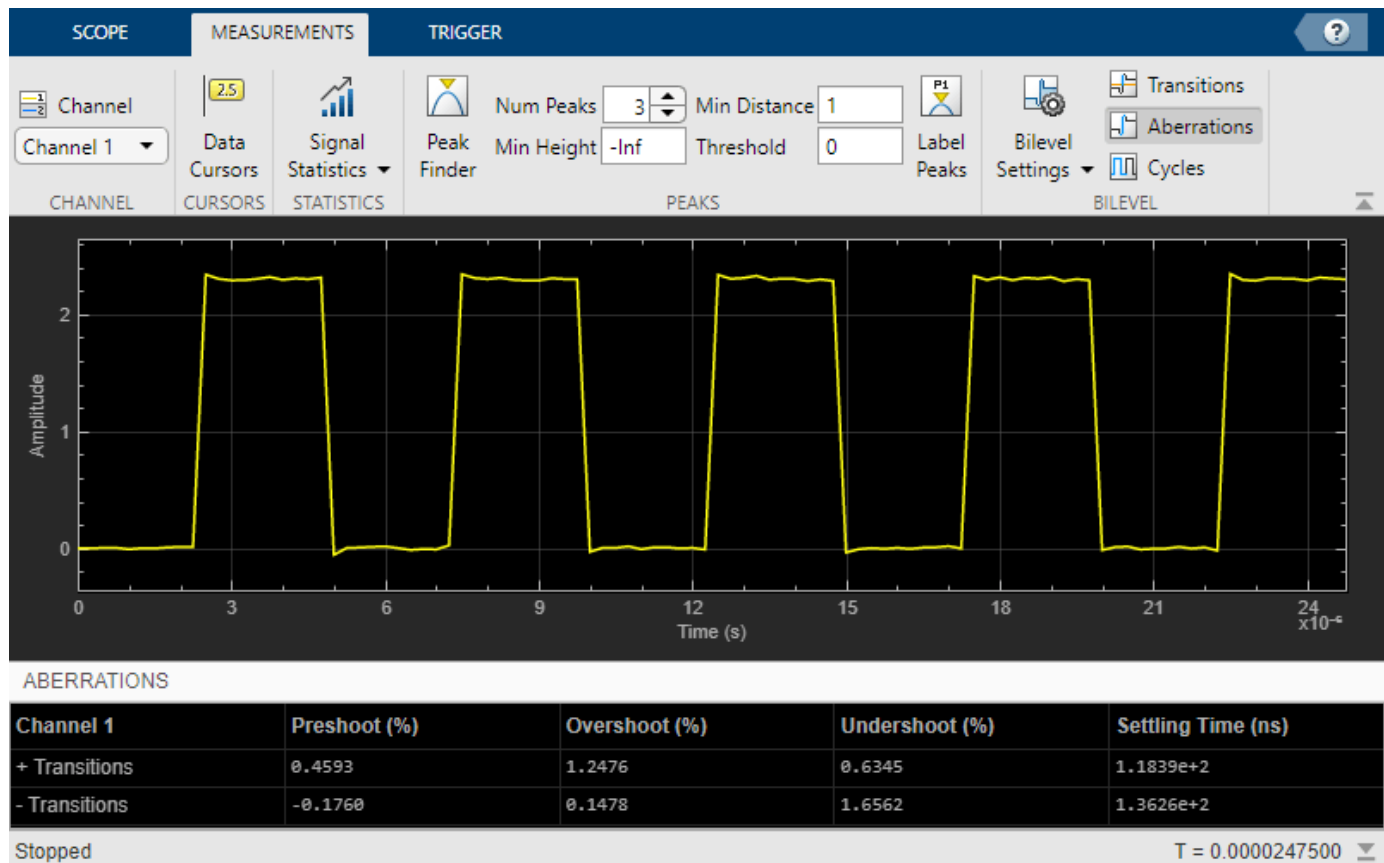 SCOPE MEASUREMENTS TRIGGER ?
Channel
Channel 1
CHANNEL
2.5
Data
Cursors
CURSORS
Signal
Statistics
STATISTICS
Peak
Finder
Num Peaks 3 Min Distance 1
Min Height -Inf Threshold 0
P1
Label
Peaks
PEAKS
Bilevel
Settings
Transitions
Aberrations
Cycles
BILEVEL
Amplitude
2
1
0
0 3 6 9 12 15 18 21 24
x10⁻⁶
Time (s)
ABERRATIONS
Channel 1 Preshoot (%) Overshoot (%) Undershoot (%) Settling Time (ns)
+ Transitions 0.4593 1.2476 0.6345 1.1839e+2
- Transitions -0.1760 0.1478 1.6562 1.3626e+2
Stopped T = 0.0000247500